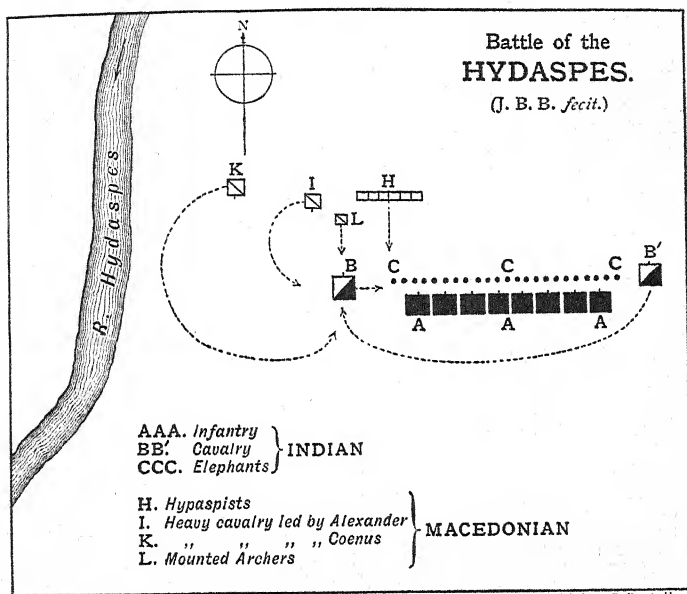 Battle of the
HYDASPES.
(J. B. B. fecit.)
N
R. Hydaspes
K
I
H
L
B
C
C
C
B'
A
A
A
AAA. Infantry
BB'. Cavalry
CCC. Elephants
INDIAN
H. Hypaspists
I. Heavy cavalry led by Alexander
K. ,, ,, ,, ,, Coenus
L. Mounted Archers
MACEDONIAN